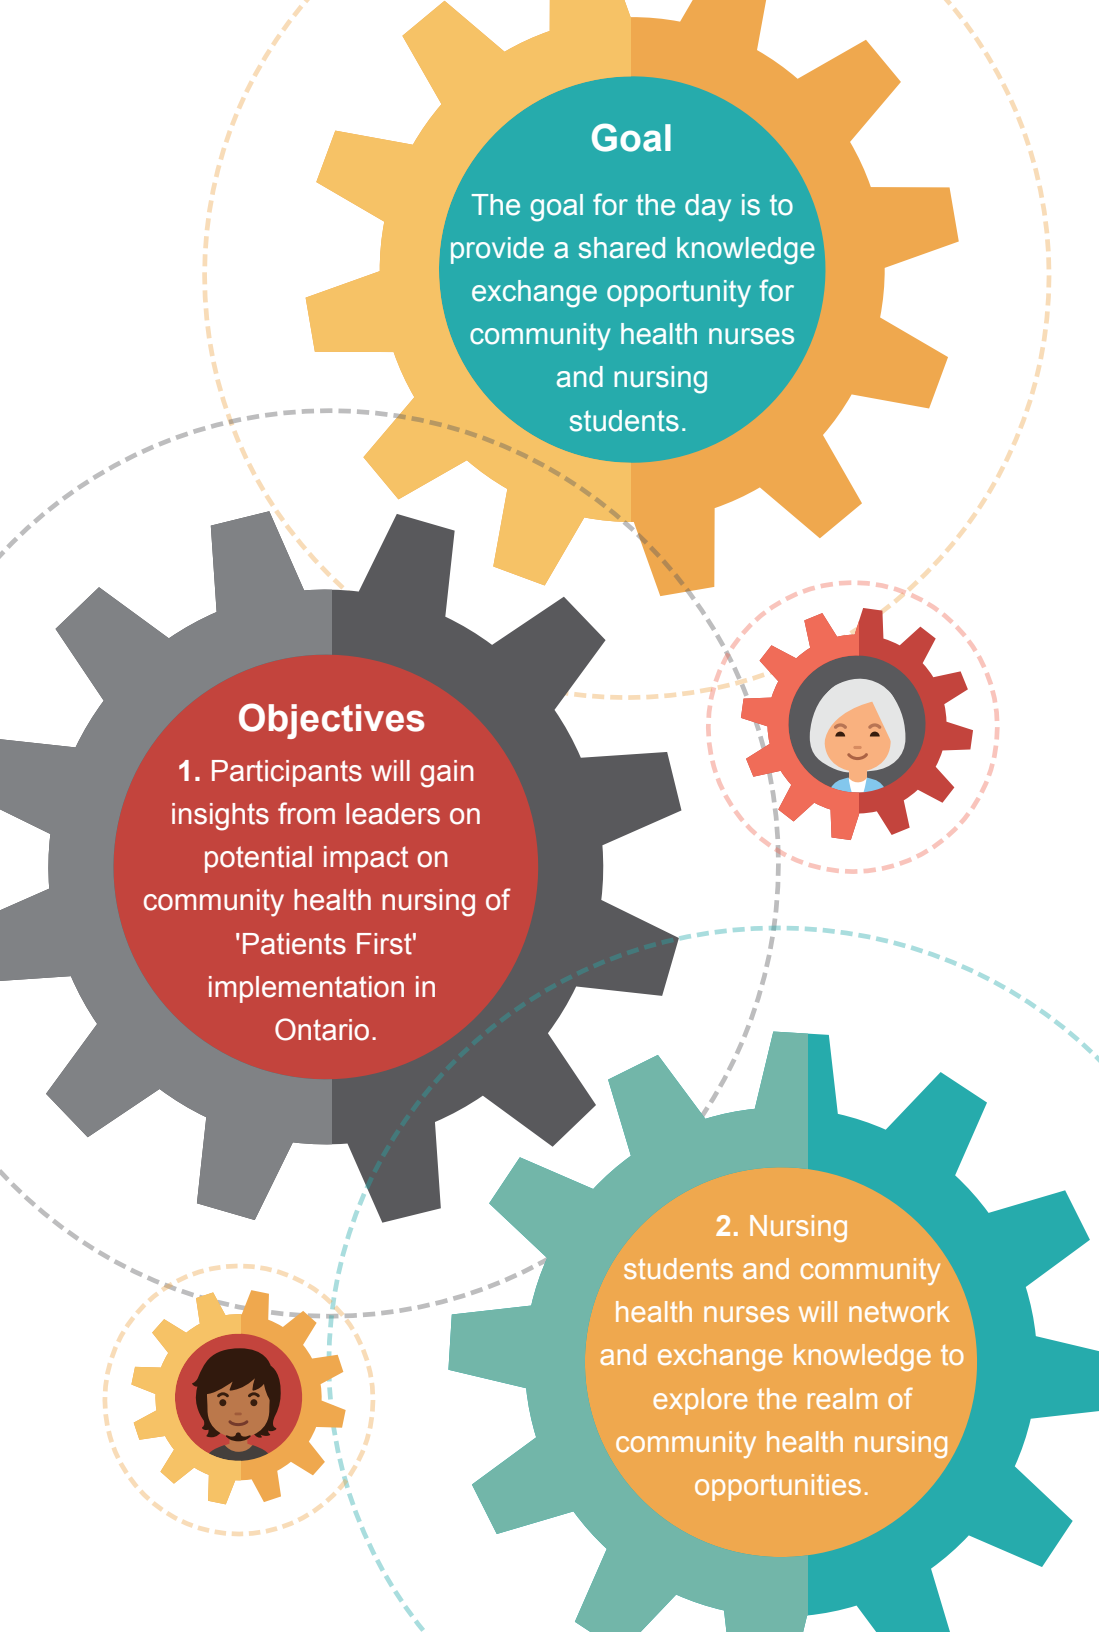 Goal
The goal for the day is to
provide a shared knowledge
exchange opportunity for
community health nurses
and nursing
students.
Objectives
1. Participants will gain
insights from leaders on
potential impact on
community health nursing of
'Patients First'
implementation in
Ontario.
2. Nursing
students and community
health nurses will network
and exchange knowledge to
explore the realm of
community health nursing
opportunities.